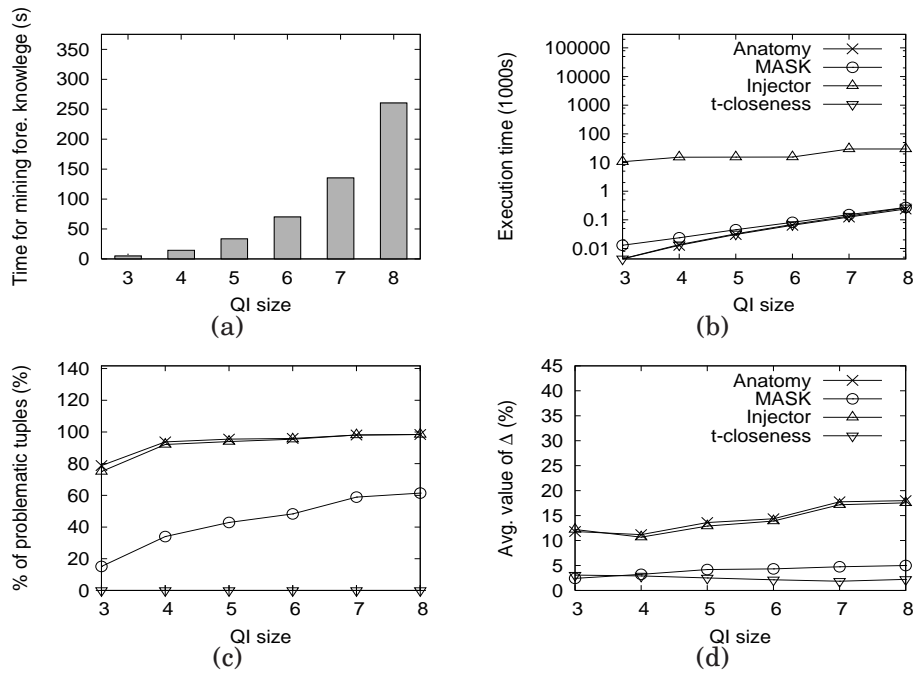 Time for mining fore. knowlege (s)
375
350
300
250
200
150
100
50
0
3 4 5 6 7 8
QI size
(a)
Execution time (1000s)
100000
10000
1000
100
10
1
0.1
0.01
Anatomy
MASK
Injector
t-closeness
3 4 5 6 7 8
QI size
(b)
% of problematic tuples (%)
140
120
100
80
60
40
20
0
3 4 5 6 7 8
QI size
(c)
Avg. value of Δ (%)
45
40
35
30
25
20
15
10
5
0
Anatomy
MASK
Injector
t-closeness
3 4 5 6 7 8
QI size
(d)